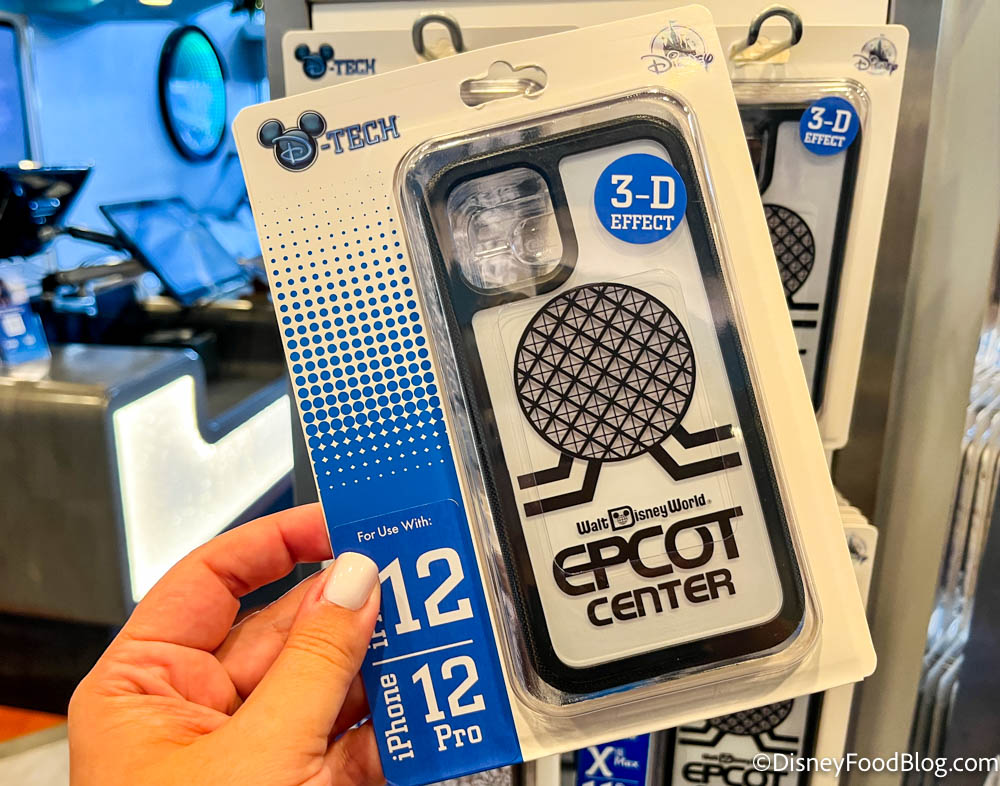 D-TECH
Disney
3-D
EFFECT
Walt Disney World®
EPCOT
CENTER
For Use With:
12
iPhone
12
Pro
D-TECH
Disney
3-D
EFFECT
X
Max
EPCOT
©DisneyFoodBlog.com